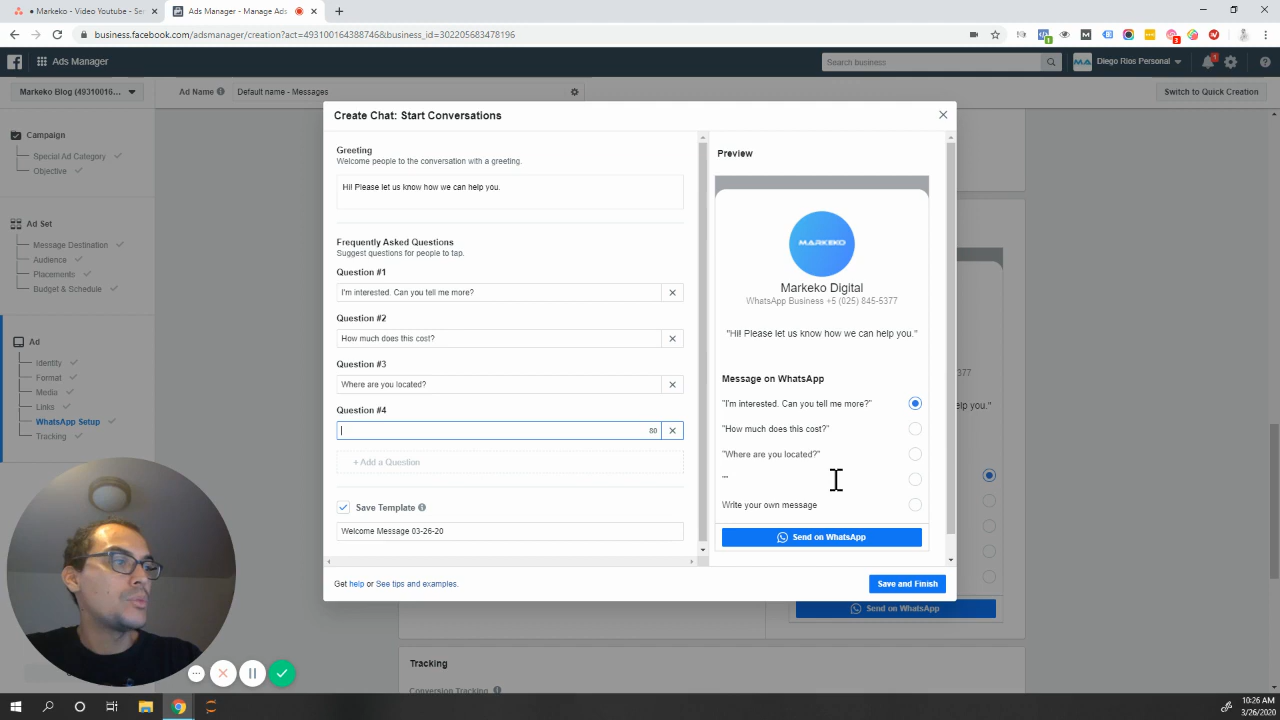 Markeko - Video Youtube - Ser
Ads Manager - Manage Ads
business.facebook.com/adsmanager/creation?act=493100164388746&business_id=302205683478196
Ads Manager
Search business
Diego Rios Personal
Markeko Blog (49310016...
Ad Name
Default name - Messages
Switch to Quick Creation
Campaign
Special Ad Category
Objective
Ad Set
Message Destination
Audience
Placements
Budget & Schedule
Ad
Identity
Format
Media
Links
WhatsApp Setup
Tracking
Create Chat: Start Conversations
Greeting
Welcome people to the conversation with a greeting.
Hi! Please let us know how we can help you.
Frequently Asked Questions
Suggest questions for people to tap.
Question #1
I'm interested. Can you tell me more?
Question #2
How much does this cost?
Question #3
Where are you located?
Question #4
80
+ Add a Question
Save Template
Welcome Message 03-26-20
Get help or See tips and examples.
Preview
MARKEKO
Markeko Digital
WhatsApp Business +5 (025) 845-5377
"Hi! Please let us know how we can help you."
Message on WhatsApp
"I'm interested. Can you tell me more?"
"How much does this cost?"
"Where are you located?"
""
Write your own message
Send on WhatsApp
Save and Finish
377
elp you."
Send on WhatsApp
Tracking
Conversion Tracking
10:26 AM
3/26/2020